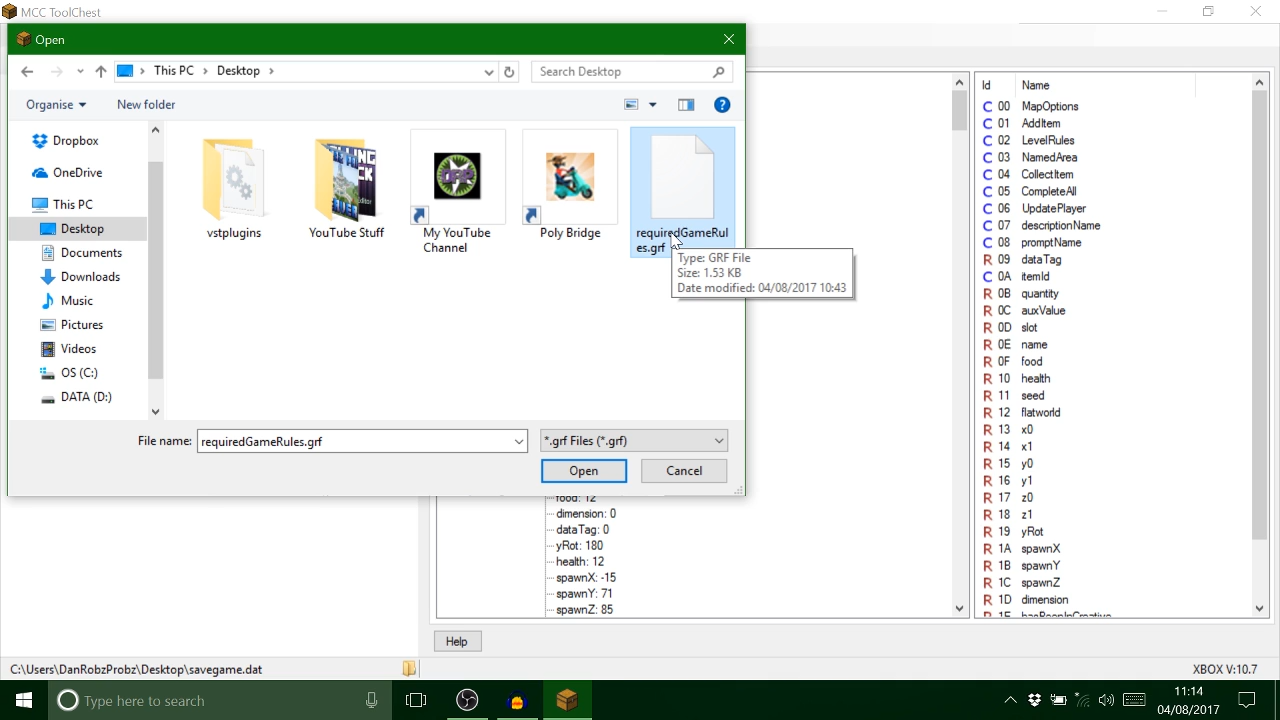 MCC ToolChest
Open
This PC
Desktop
Search Desktop
Organise
New folder
Dropbox
OneDrive
This PC
Desktop
Documents
Downloads
Music
Pictures
Videos
OS (C:)
DATA (D:)
vstplugins
YouTube Stuff
My YouTube
Channel
Poly Bridge
requiredGameRul
es.grf
Type: GRF File
Size: 1.53 KB
Date modified: 04/08/2017 10:43
File name:
requiredGameRules.grf
*.grf Files (*.grf)
Open
Cancel
food: 12
dimension: 0
dataTag: 0
yRot: 180
health: 12
spawnX: -15
spawnY: 71
spawnZ: 85
Id Name
C 00 MapOptions
C 01 AddItem
C 02 LevelRules
C 03 NamedArea
C 04 CollectItem
C 05 CompleteAll
C 06 UpdatePlayer
C 07 descriptionName
C 08 promptName
R 09 dataTag
C 0A itemId
R 0B quantity
R 0C auxValue
R 0D slot
R 0E name
R 0F food
R 10 health
R 11 seed
R 12 flatworld
R 13 x0
R 14 x1
R 15 y0
R 16 y1
R 17 z0
R 18 z1
R 19 yRot
R 1A spawnX
R 1B spawnY
R 1C spawnZ
R 1D dimension
R 1E hasBeenInCreative
Help
C:\Users\DanRobzProbz\Desktop\savegame.dat
XBOX V:10.7
Type here to search
11:14
04/08/2017